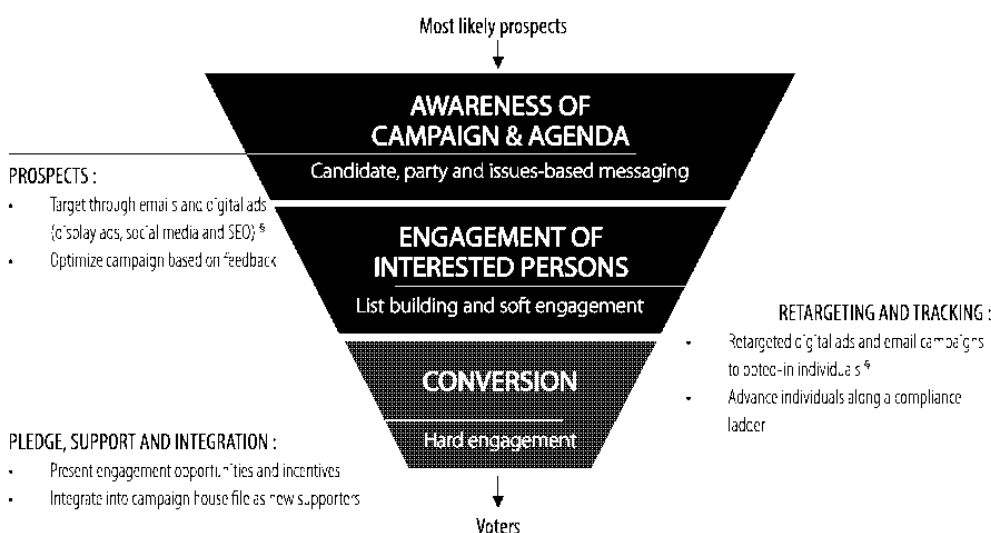 Most likely prospects
AWARENESS OF
CAMPAIGN & AGENDA
Candidate, party and issues-based messaging
PROSPECTS :
• Target through emails and digital ads
(display ads, social media and SEO) §
• Optimize campaign based on feedback
ENGAGEMENT OF
INTERESTED PERSONS
List building and soft engagement
RETARGETING AND TRACKING :
• Retargeted digital ads and email campaigns
to opted-in individuals §
• Advance individuals along a compliance
ladder
CONVERSION
Hard engagement
PLEDGE, SUPPORT AND INTEGRATION :
• Present engagement opportunities and incentives
• Integrate into campaign house file as new supporters
Voters